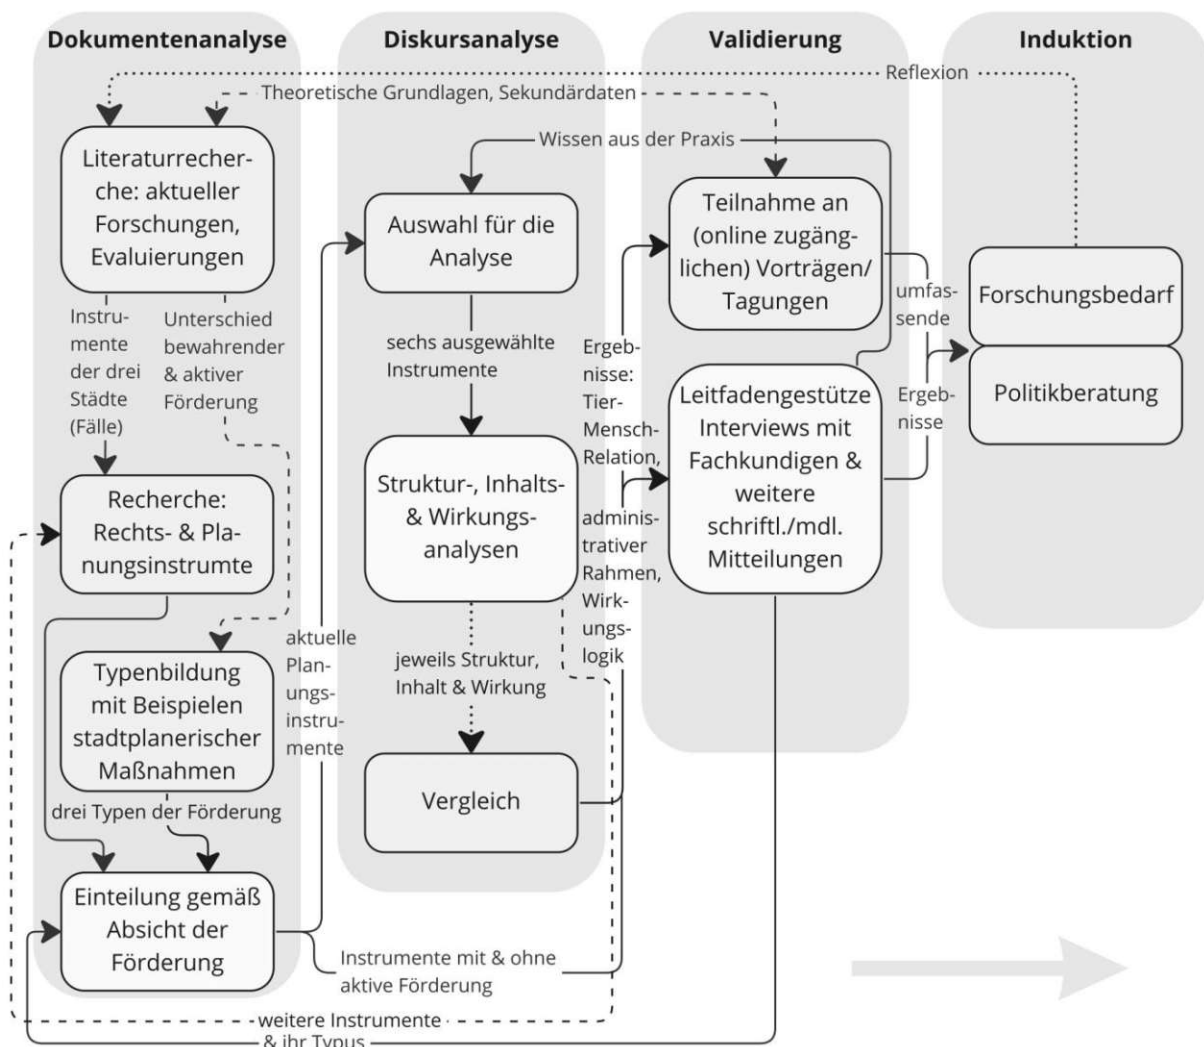 Dokumentenanalyse
Diskursanalyse
Validierung
Induktion
Reflexion
Theoretische Grundlagen, Sekundärdaten
Wissen aus der Praxis
Literaturrecher-
che: aktueller
Forschungen,
Evaluierungen
Instru-
mente
der drei
Städte
(Fälle)
Unterschied
bewahrender
& aktiver
Förderung
Recherche:
Rechts- & Pla-
nungsinstrumte
Typenbildung
mit Beispielen
stadtplanerischer
Maßnahmen
drei Typen der Förderung
Einteilung gemäß
Absicht der
Förderung
aktuelle
Plan-
ungs-
instru-
mente
Auswahl für die
Analyse
sechs ausgewählte
Instrumente
Struktur-, Inhalts-
& Wirkungs-
analysen
jeweils Struktur,
Inhalt & Wirkung
Vergleich
Instrumente mit & ohne
aktive Förderung
weitere Instrumente
& ihr Typus
Ergeb-
nisse:
Tier-
Mensch-
Relation,
adminis-
trativer
Rahmen,
Wirk-
ungs-
logik
Teilnahme an
(online zugäng-
lichen) Vorträgen/
Tagungen
Leitfadengestütze
Interviews mit
Fachkundigen &
weitere
schriftl./mdl.
Mitteilungen
umfas-
sende
Ergeb-
nisse
Forschungsbedarf
Politikberatung